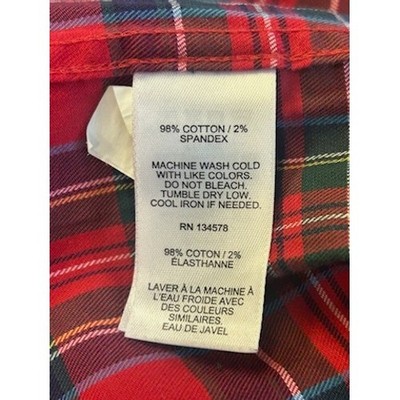 98% COTTON / 2%
SPANDEX
MACHINE WASH COLD
WITH LIKE COLORS.
DO NOT BLEACH.
TUMBLE DRY LOW.
COOL IRON IF NEEDED.
RN 134578
98% COTON / 2%
ÉLASTHANNE
LAVER À LA MACHINE À
L'EAU FROIDE AVEC
DES COULEURS
SIMILAIRES.
EAU DE JAVEL